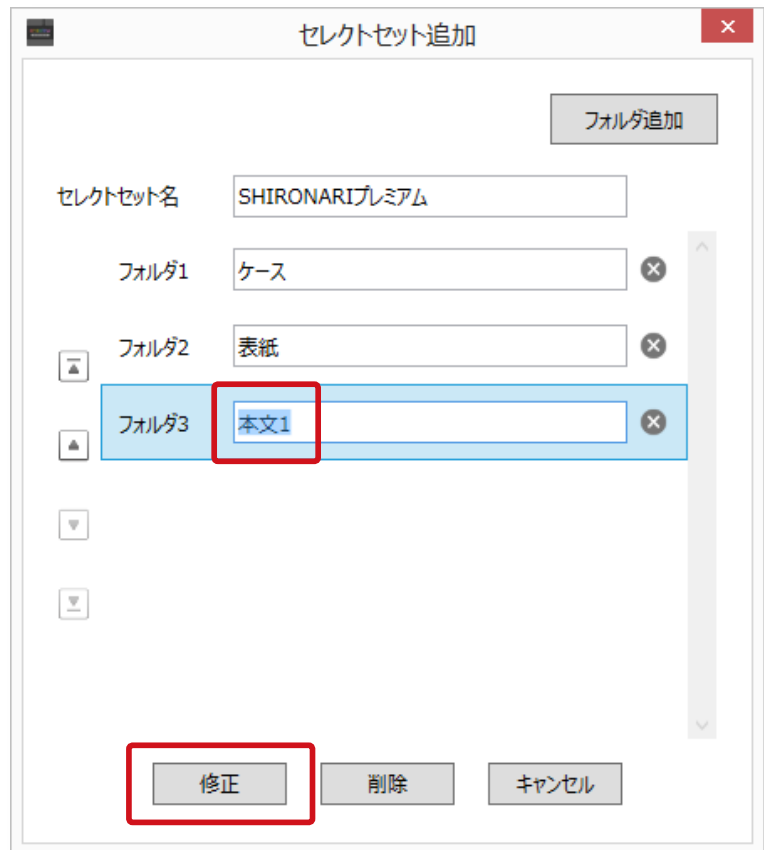 セレクトセット追加
フォルダ追加
セレクトセット名 SHIRONARIプレミアム
フォルダ1 ケース
フォルダ2 表紙
フォルダ3 本文1
修正 削除 キャンセル